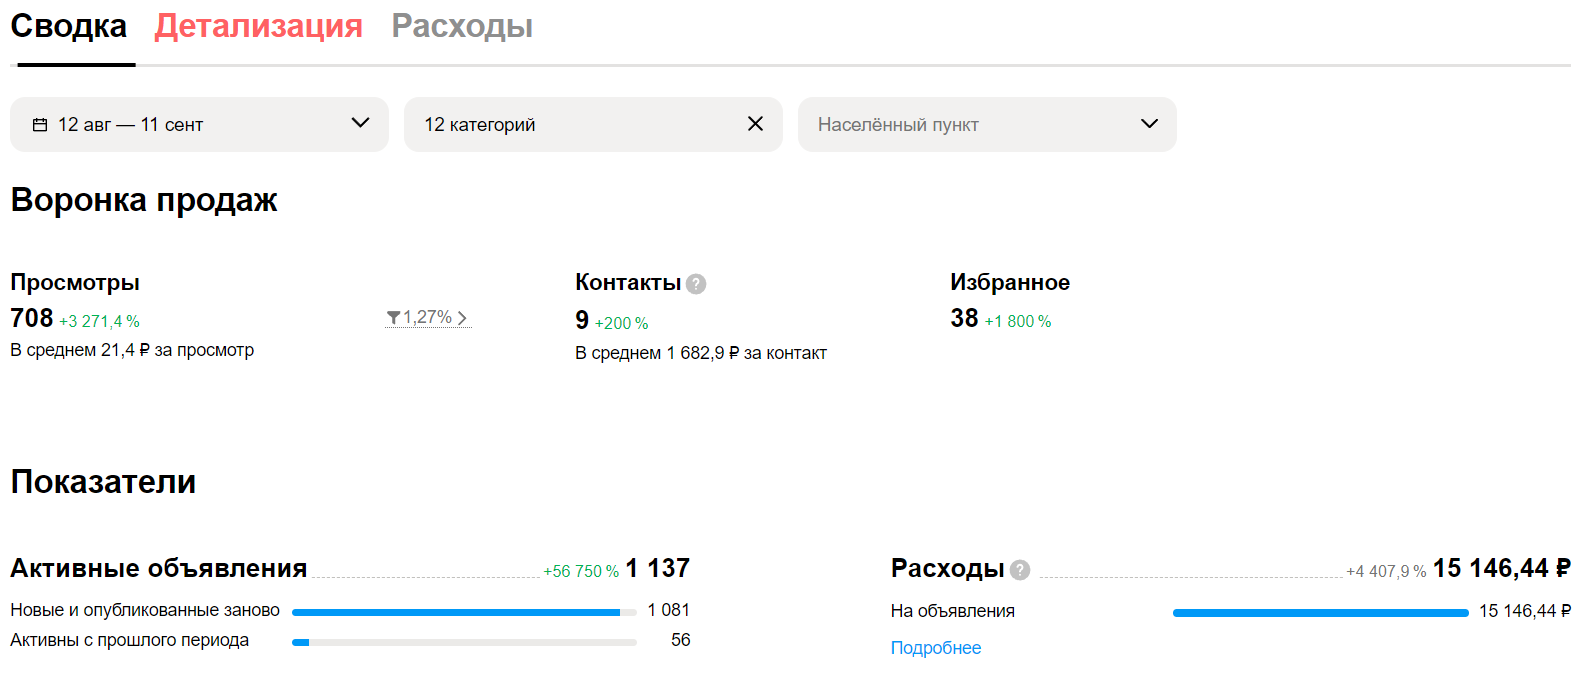 Сводка Детализация Расходы
12 авг — 11 сент 12 категорий Населённый пункт
Воронка продаж
Просмотры
708 +3 271,4 %
В среднем 21,4 ₽ за просмотр
1,27%
Контакты ?
9 +200 %
В среднем 1 682,9 ₽ за контакт
Избранное
38 +1 800 %
Показатели
Активные объявления +56 750 % 1 137
Новые и опубликованные заново 1 081
Активны с прошлого периода 56
Расходы ? +4 407,9 % 15 146,44 ₽
На объявления 15 146,44 ₽
Подробнее